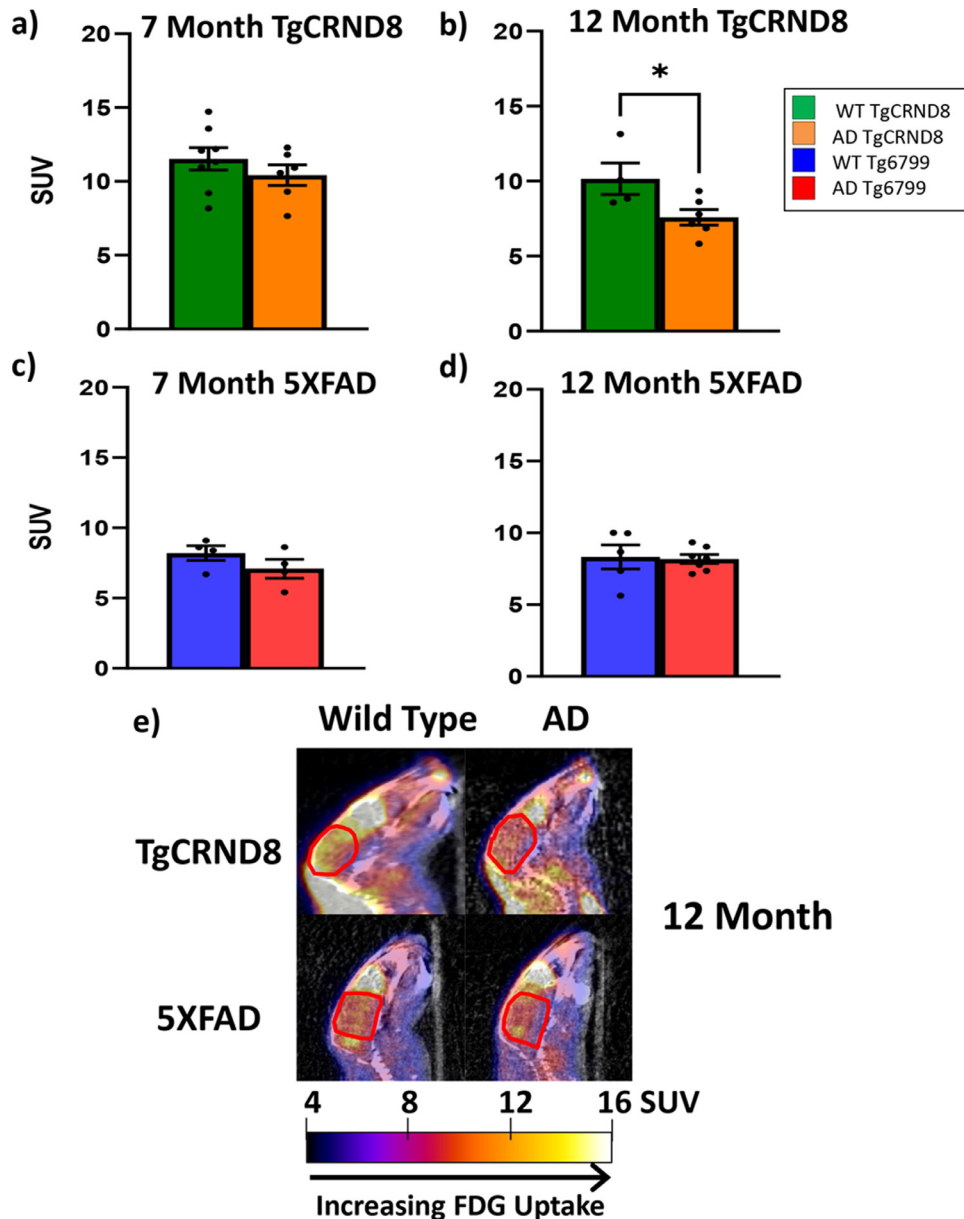 a)
7 Month TgCRND8
20
15
10
5
0
SUV
b)
12 Month TgCRND8
20
15
10
5
0
*
WT TgCRND8
AD TgCRND8
WT Tg6799
AD Tg6799
c)
7 Month 5XFAD
20
15
10
5
0
SUV
d)
12 Month 5XFAD
20
15
10
5
0
e)
Wild Type AD
TgCRND8
12 Month
5XFAD
4 8 12 16 SUV
Increasing FDG Uptake